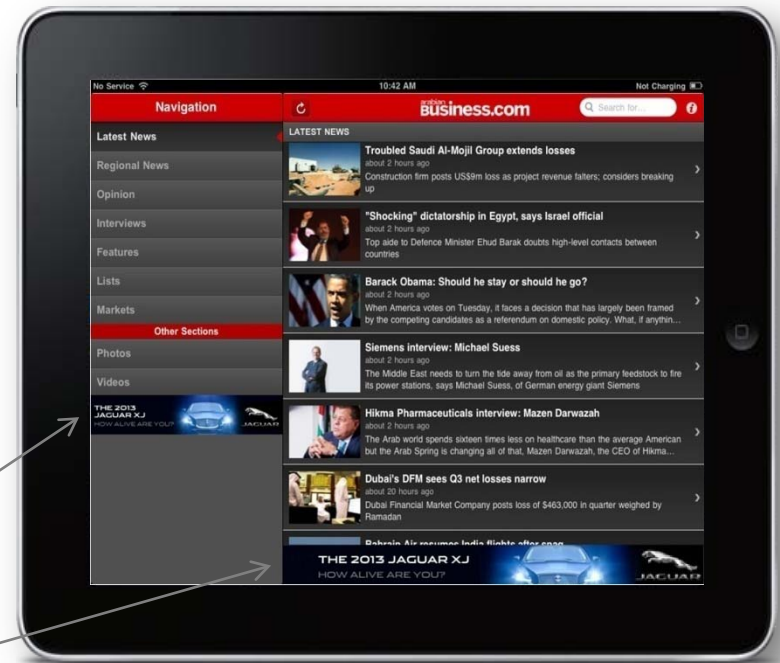 No Service
10:42 AM
Not Charging
Navigation
arabian
Business.com
Search for...
Latest News
Regional News
Opinion
Interviews
Features
Lists
Markets
Other Sections
Photos
Videos
THE 2013
JAGUAR XJ
HOW ALIVE ARE YOU?
JAGUAR
LATEST NEWS
Troubled Saudi Al-Mojil Group extends losses
about 2 hours ago
Construction firm posts US$9m loss as project revenue falters; considers breaking
up
"Shocking" dictatorship in Egypt, says Israel official
about 2 hours ago
Top aide to Defence Minister Ehud Barak doubts high-level contacts between
countries
Barack Obama: Should he stay or should he go?
about 2 hours ago
When America votes on Tuesday, it faces a decision that has largely been framed
by the competing candidates as a referendum on domestic policy. What, if anythin...
Siemens interview: Michael Suess
about 2 hours ago
The Middle East needs to turn the tide away from oil as the primary feedstock to fire
its power stations, says Michael Suess, of German energy giant Siemens
Hikma Pharmaceuticals interview: Mazen Darwazah
about 2 hours ago
The Arab world spends sixteen times less on healthcare than the average American
but the Arab Spring is changing all of that, Mazen Darwazah, the CEO of Hikma...
Dubai's DFM sees Q3 net losses narrow
about 20 hours ago
Dubai Financial Market Company posts loss of $463,000 in quarter weighed by
Ramadan
Bahrain Air resumes India flights after snag
THE 2013 JAGUAR XJ
HOW ALIVE ARE YOU?
JAGUAR